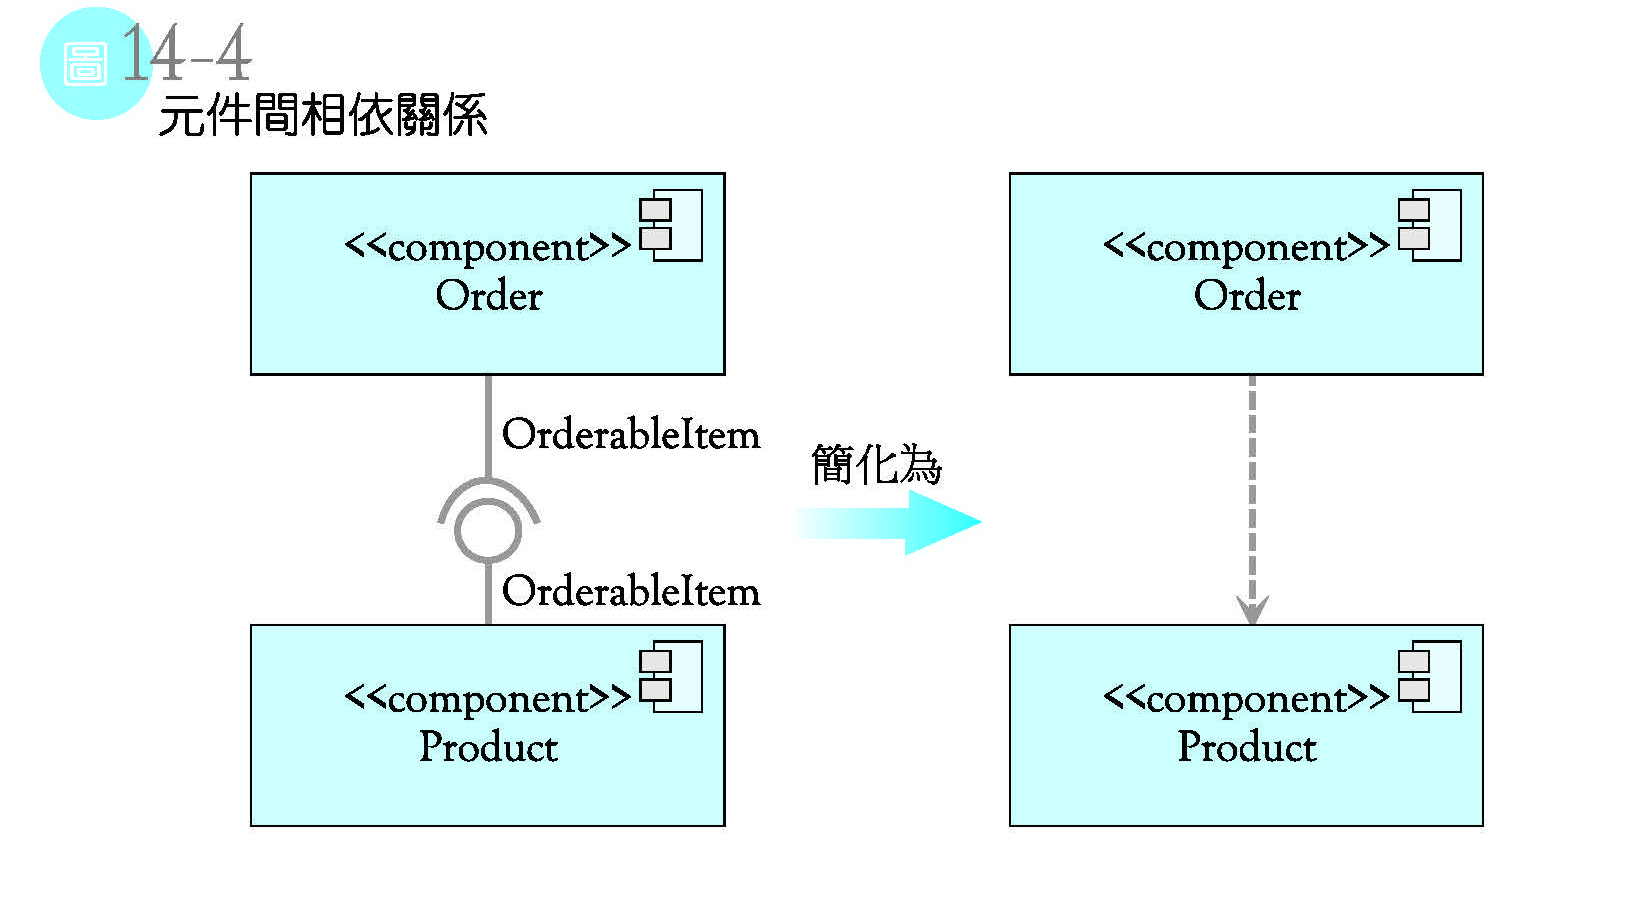 圖 14-4
元件間相依關係
<<component>>
Order
OrderableItem
OrderableItem
<<component>>
Product
簡化為
<<component>>
Order
<<component>>
Product